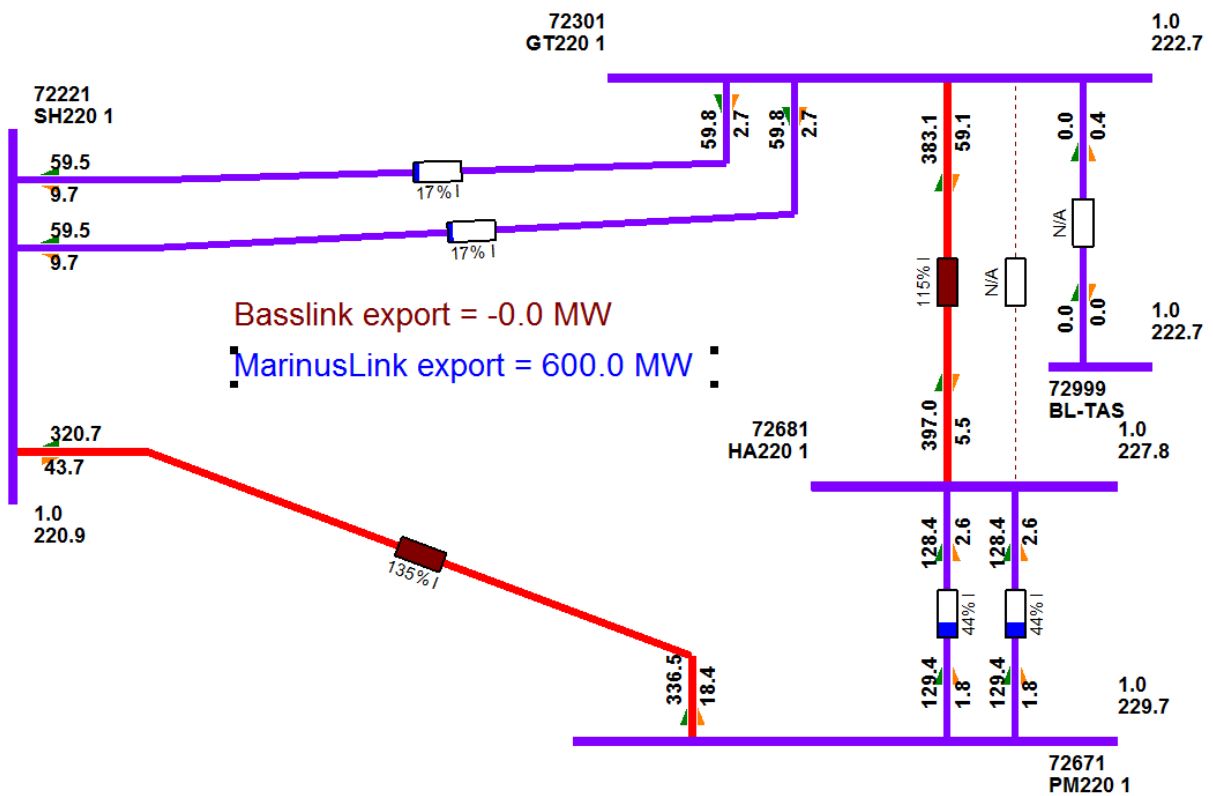 72301
GT220 1
1.0
222.7
72221
SH220 1
59.8
2.7
59.8
2.7
383.1
59.1
0.0
0.4
59.5
9.7
17% I
59.5
9.7
17% I
115% I
N/A
N/A
0.0
0.0
1.0
222.7
Basslink export = -0.0 MW
MarinusLink export = 600.0 MW
72999
BL-TAS
397.0
5.5
72681
HA220 1
1.0
227.8
320.7
43.7
1.0
220.9
135% I
128.4
2.6
128.4
2.6
44% I
44% I
336.5
18.4
129.4
1.8
129.4
1.8
1.0
229.7
72671
PM220 1